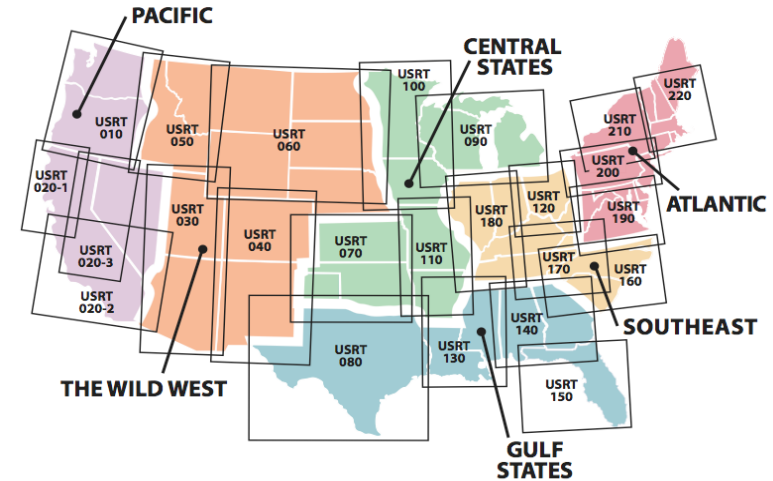 PACIFIC
CENTRAL
STATES
USRT
100
USRT
220
USRT
010
USRT
050
USRT
060
USRT
090
USRT
210
USRT
200
USRT
020-1
USRT
030
USRT
040
USRT
070
USRT
110
USRT
180
USRT
120
USRT
190
ATLANTIC
USRT
020-3
USRT
020-2
USRT
170
USRT
160
SOUTHEAST
USRT
080
USRT
130
USRT
140
USRT
150
THE WILD WEST
GULF
STATES